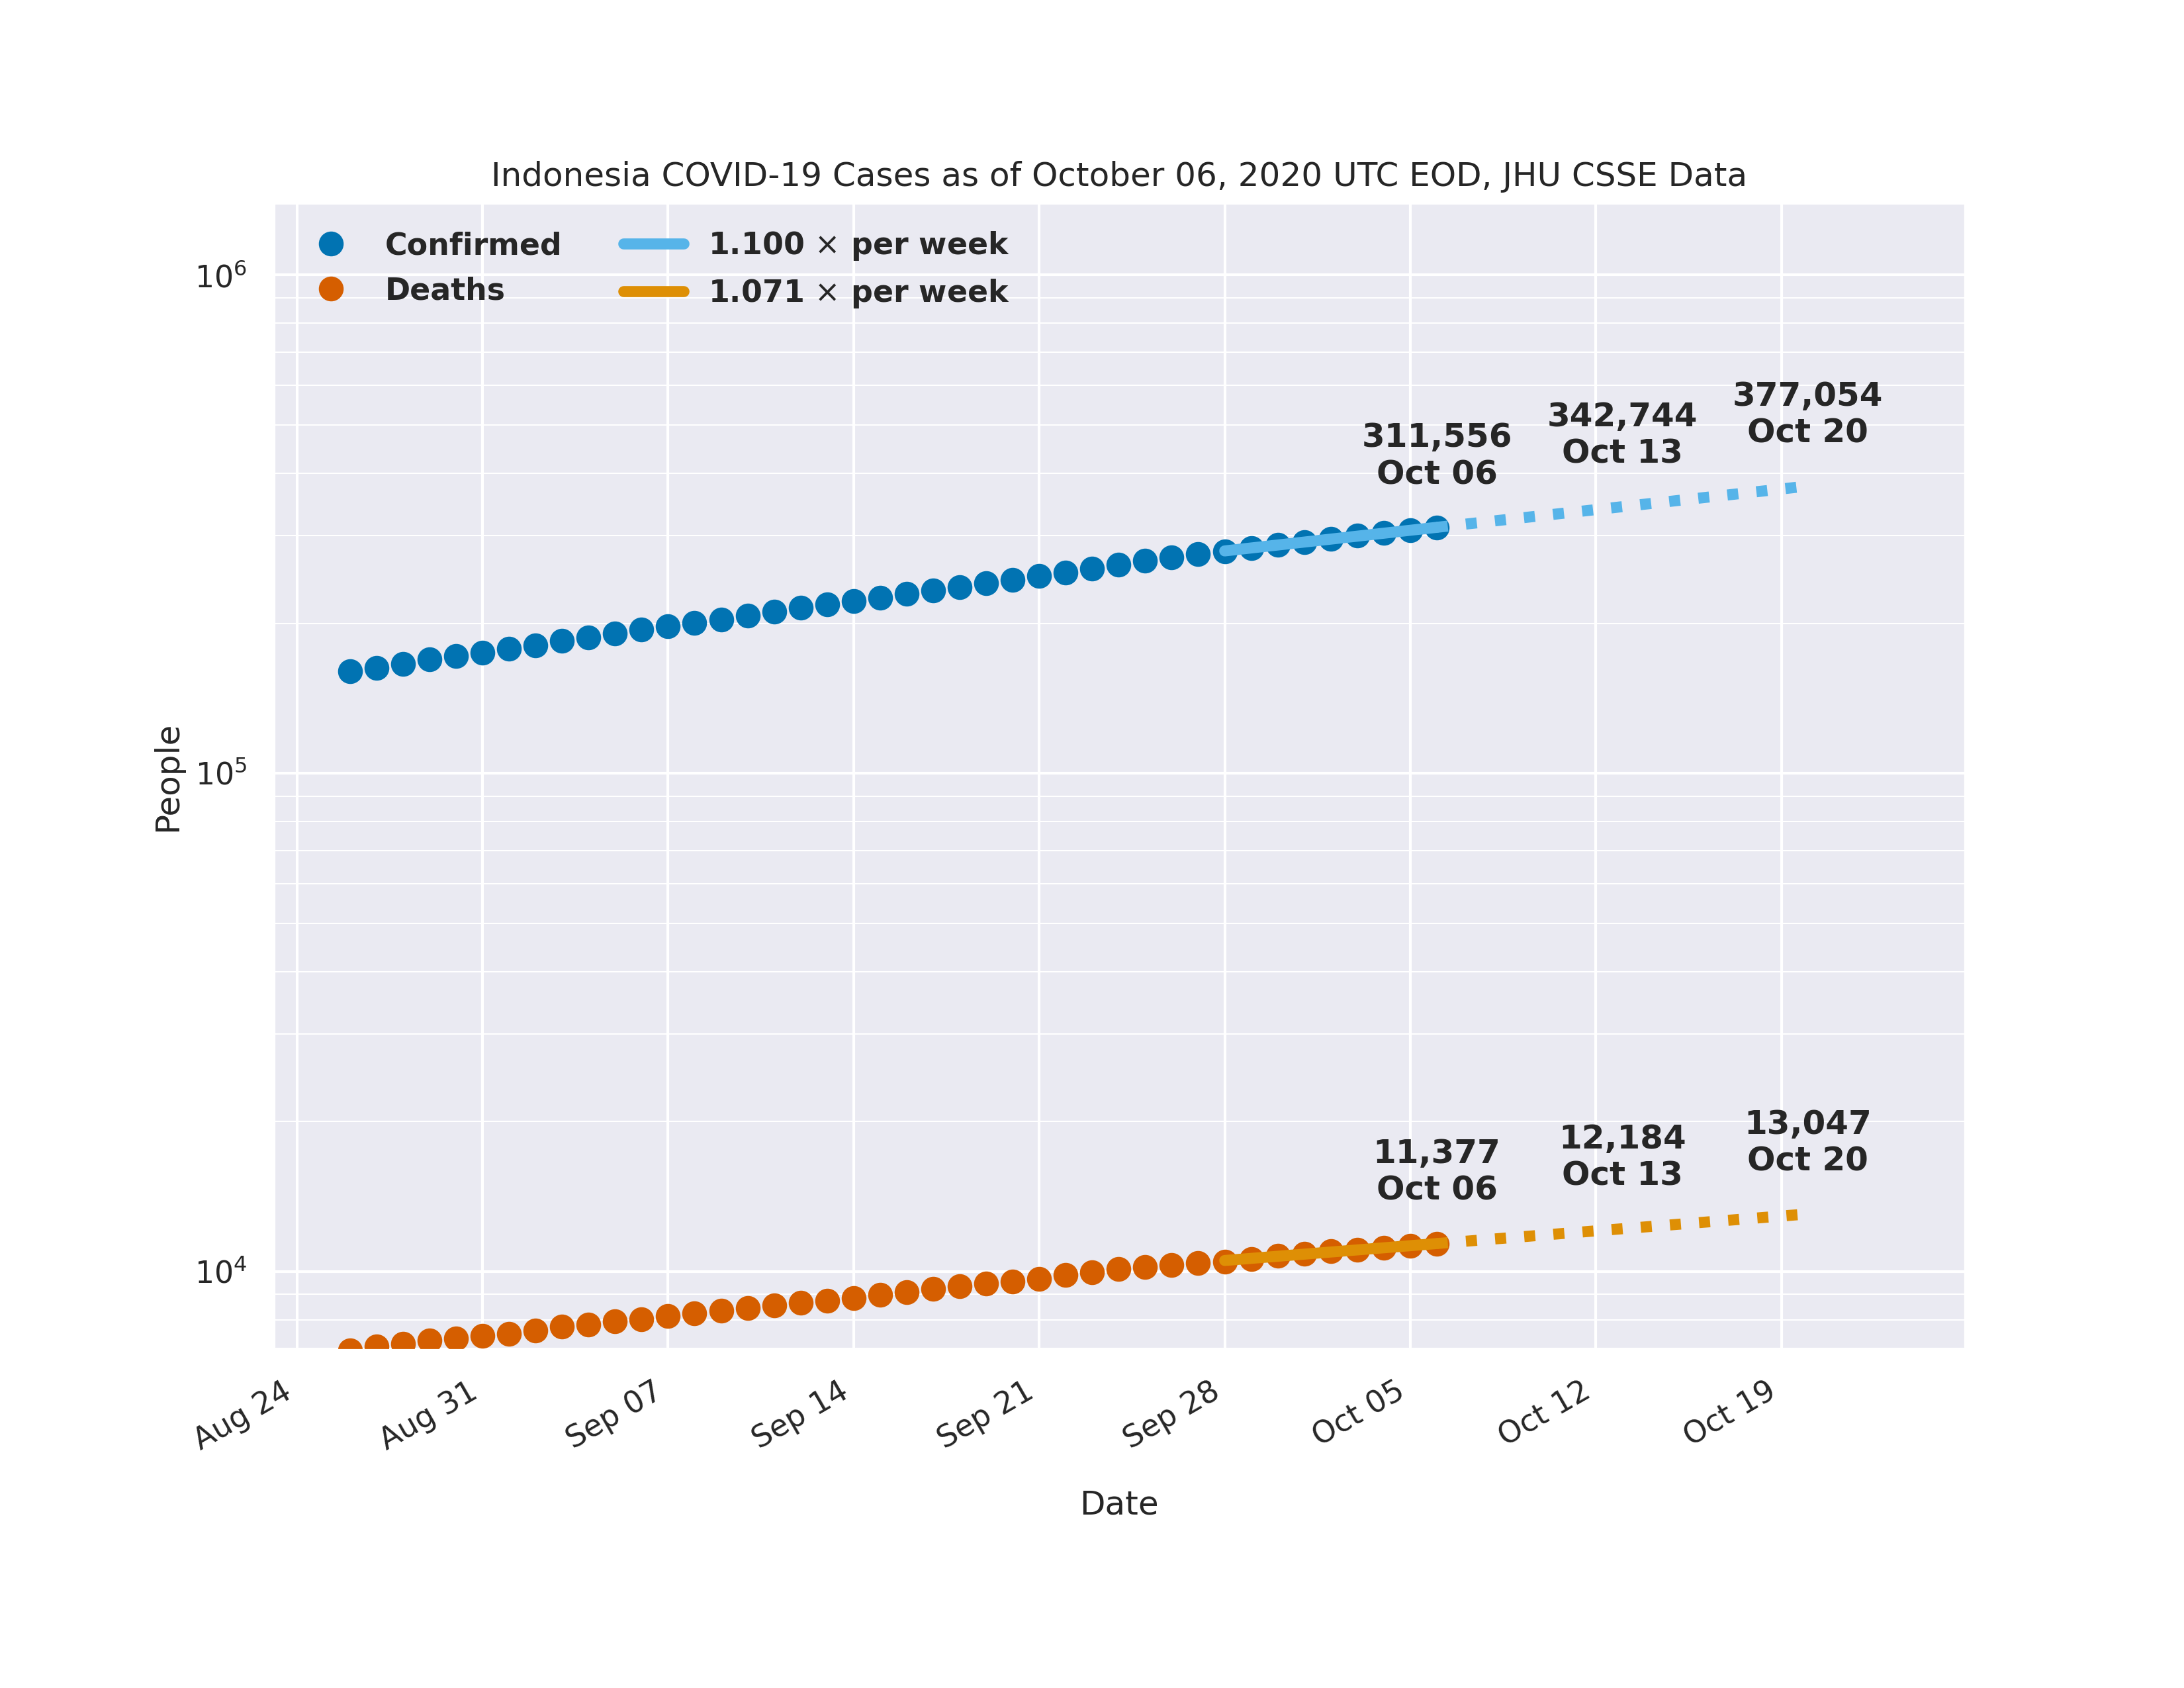 Indonesia COVID-19 Cases as of October 06, 2020 UTC EOD, JHU CSSE Data
Confirmed
Deaths
1.100 × per week
1.071 × per week
10⁶
10⁵
10⁴
People
311,556
Oct 06
342,744
Oct 13
377,054
Oct 20
11,377
Oct 06
12,184
Oct 13
13,047
Oct 20
Aug 24
Aug 31
Sep 07
Sep 14
Sep 21
Sep 28
Oct 05
Oct 12
Oct 19
Date